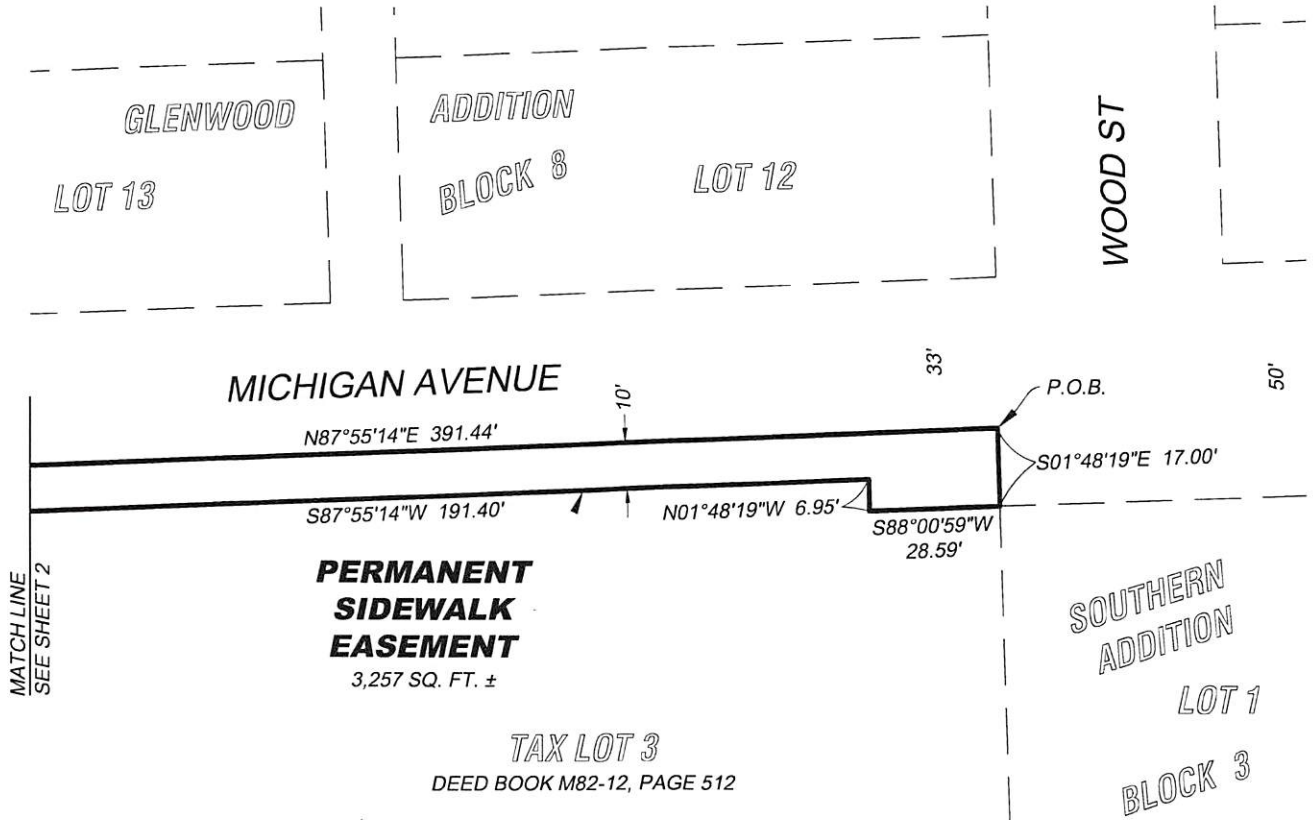 GLENWOOD
ADDITION
LOT 13
BLOCK 8
LOT 12
WOOD ST
MICHIGAN AVENUE
10'
33'
50'
P.O.B.
N87°55'14"E 391.44'
S01°48'19"E 17.00'
S87°55'14"W 191.40'
N01°48'19"W 6.95'
S88°00'59"W
28.59'
MATCH LINE
SEE SHEET 2
PERMANENT
SIDEWALK
EASEMENT
3,257 SQ. FT. ±
TAX LOT 3
DEED BOOK M82-12, PAGE 512
SOUTHERN
ADDITION
LOT 1
BLOCK 3